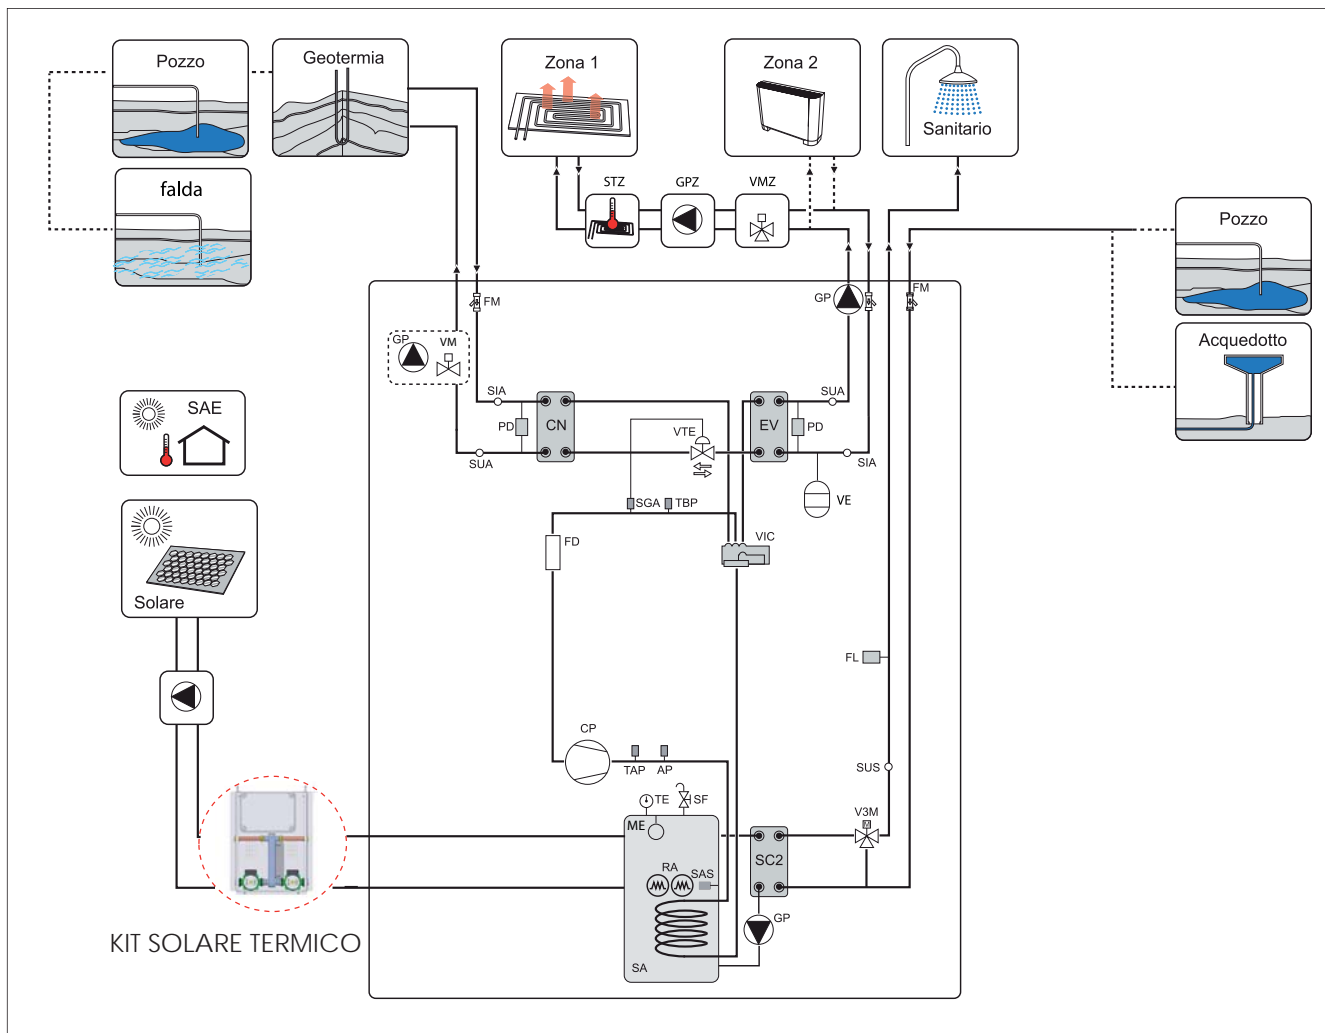 Pozzo
Geotermia
Zona 1
Zona 2
Sanitario
falda
STZ
GPZ
VMZ
Pozzo
Acquedotto
FM
GP
FM
GP
VM
SAE
SIA
SUA
PD
CN
VTE
EV
PD
SUA
SIA
VE
SGA
TBP
FD
VIC
Solare
FL
CP
TAP
AP
SUS
TE
SF
V3M
M
ME
SC2
RA
SAS
GP
SA
KIT SOLARE TERMICO